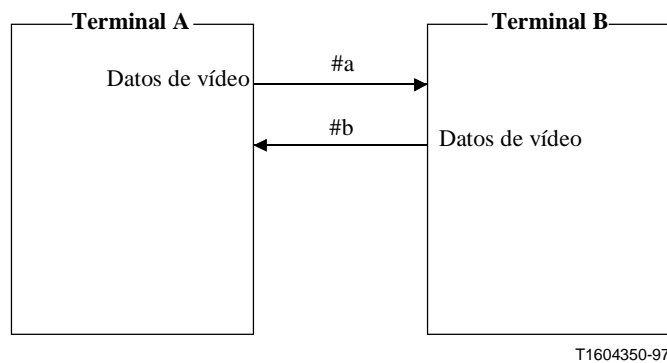 Terminal A
Terminal B
Datos de vídeo
#a
#b
Datos de vídeo
T1604350-97